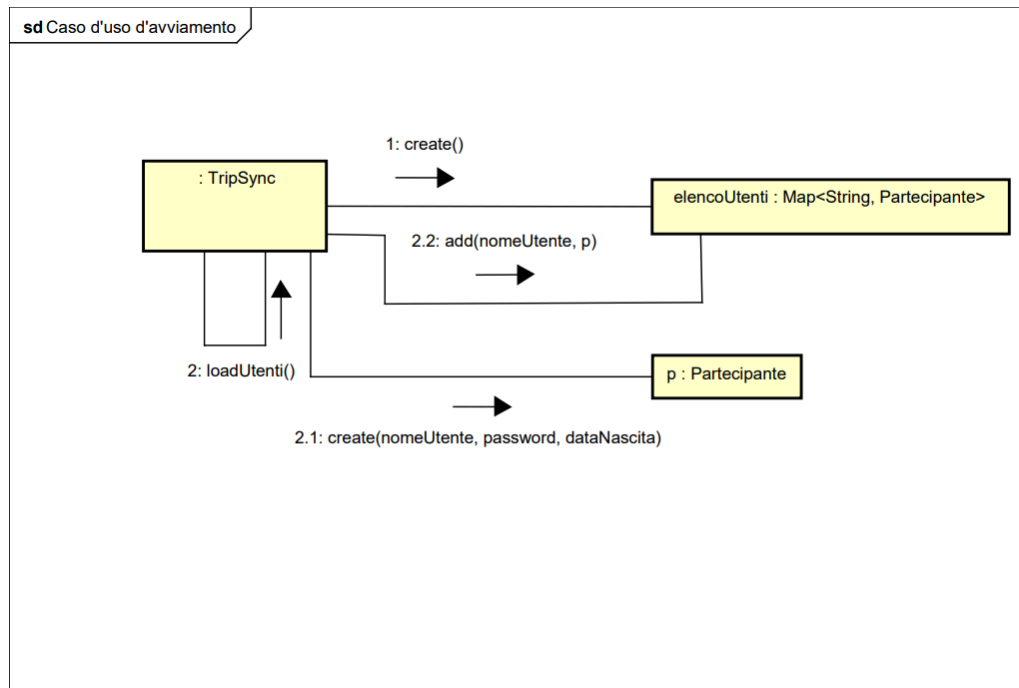 sd Caso d'uso d'avviamento
1: create()
: TripSync
elencoUtenti : Map<String, Partecipante>
2.2: add(nomeUtente, p)
2: loadUtenti()
p : Partecipante
2.1: create(nomeUtente, password, dataNascita)